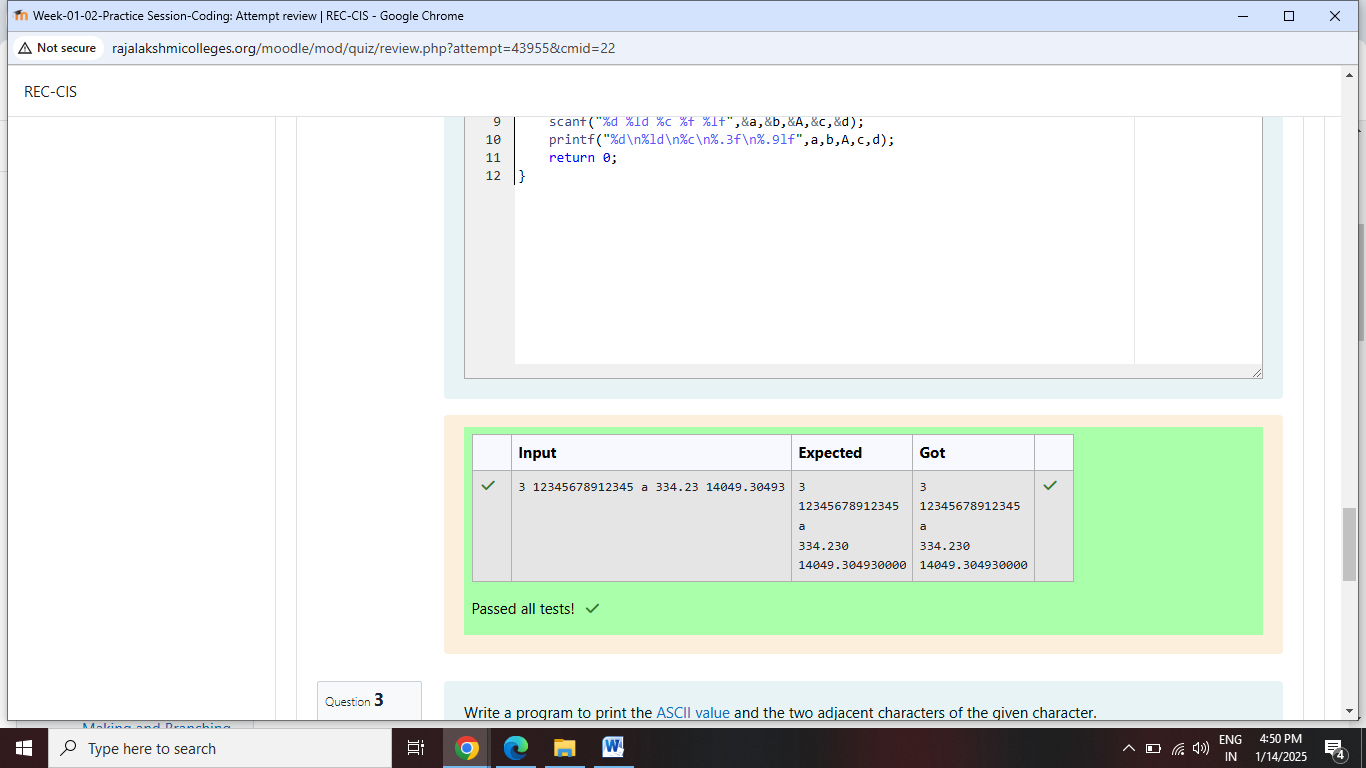 Week-01-02-Practice Session-Coding: Attempt review | REC-CIS - Google Chrome
Not secure rajalakshmicolleges.org/moodle/mod/quiz/review.php?attempt=43955&cmid=22
REC-CIS
9 scanf("%d %ld %c %f %lf",&a,&b,&A,&c,&d);
10 printf("%d\n%ld\n%c\n%.3f\n%.9lf",a,b,A,c,d);
11 return 0;
12 }
Input Expected Got
3 12345678912345 a 334.23 14049.30493 3 3
12345678912345 12345678912345
a a
334.230 334.230
14049.304930000 14049.304930000
Passed all tests!
Question 3
Write a program to print the ASCII value and the two adjacent characters of the given character.
Making and Branching
Type here to search
ENG 4:50 PM
IN 1/14/2025
4